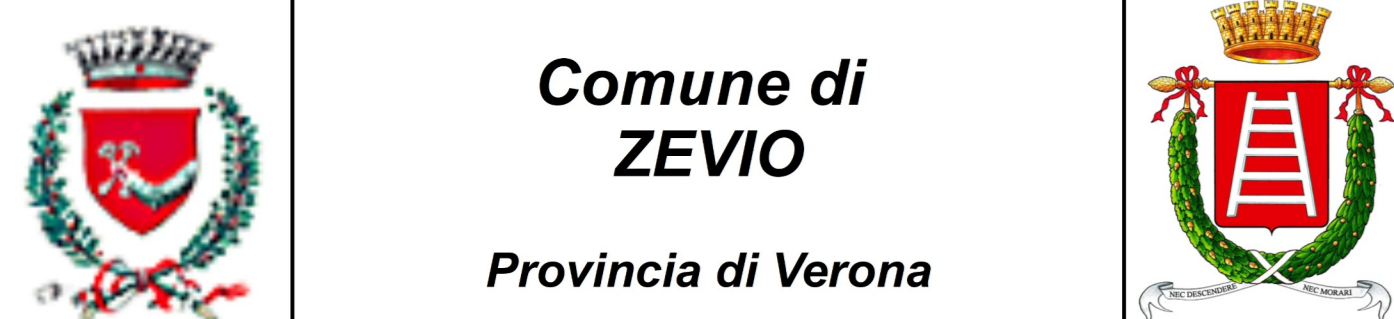 Comune di
ZEVIO
Provincia di Verona
NEC DESCENDERE NEC MORARI